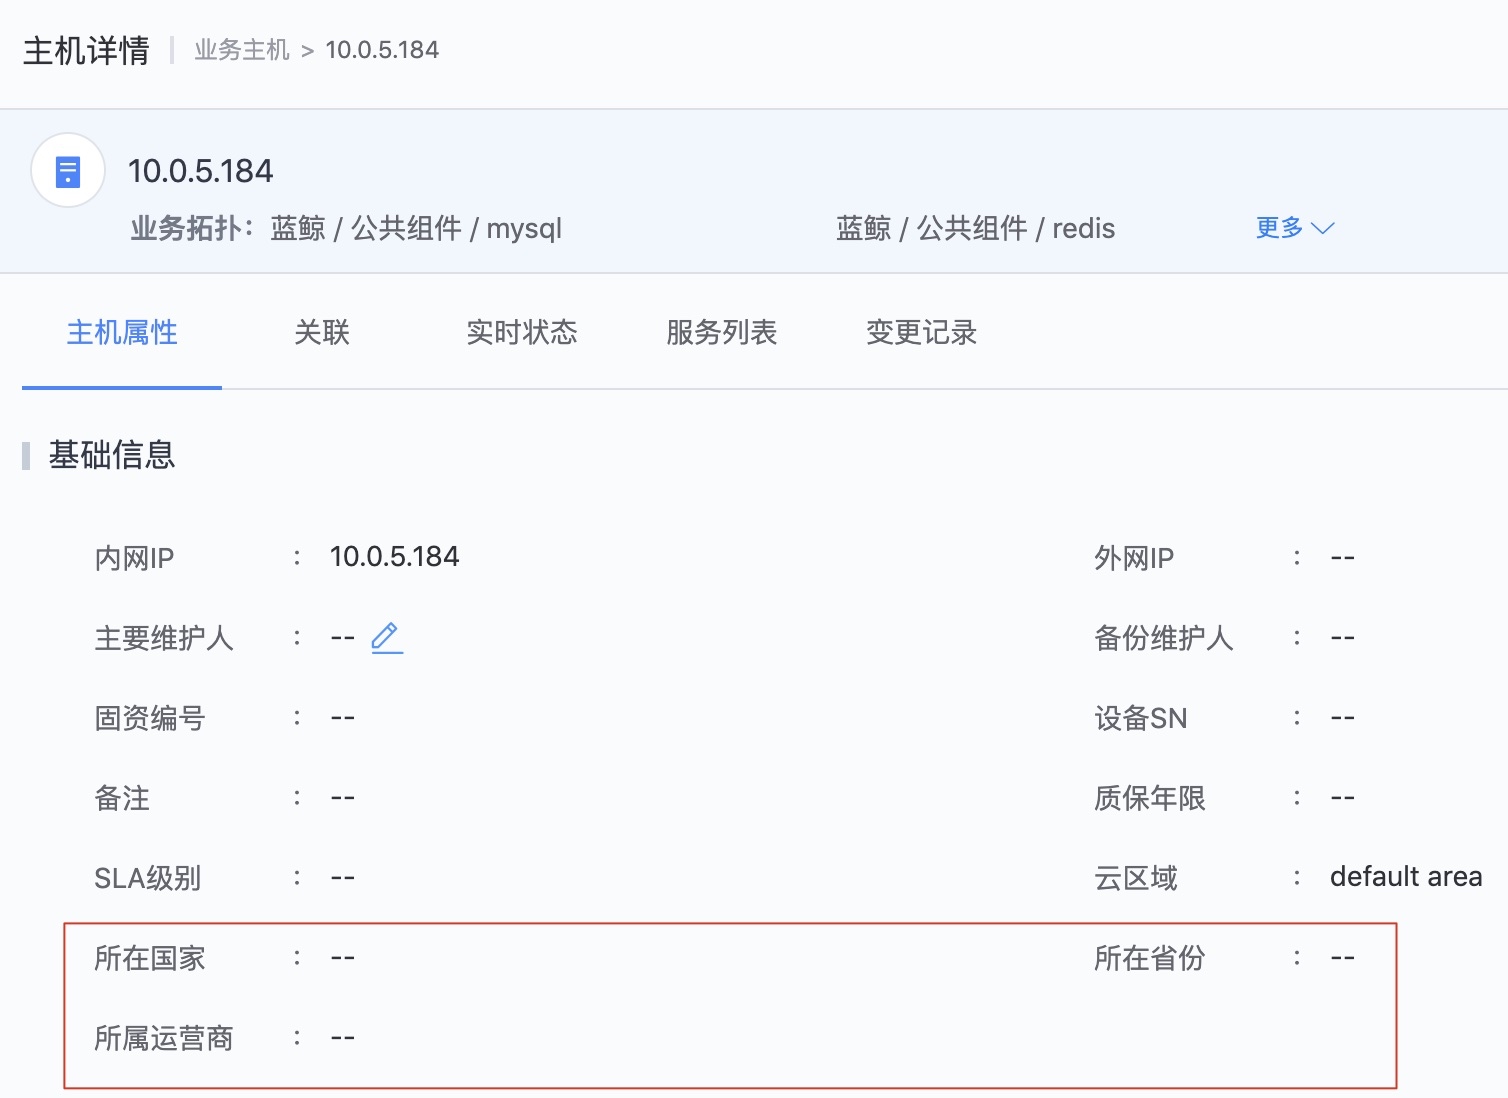 主机详情 业务主机 > 10.0.5.184
10.0.5.184
业务拓扑： 蓝鲸 / 公共组件 / mysql 蓝鲸 / 公共组件 / redis 更多
主机属性 关联 实时状态 服务列表 变更记录
基础信息
内网IP : 10.0.5.184 外网IP : --
主要维护人 : -- 备份维护人 : --
固资编号 : -- 设备SN : --
备注 : -- 质保年限 : --
SLA级别 : -- 云区域 : default area
所在国家 : -- 所在省份 : --
所属运营商 : --